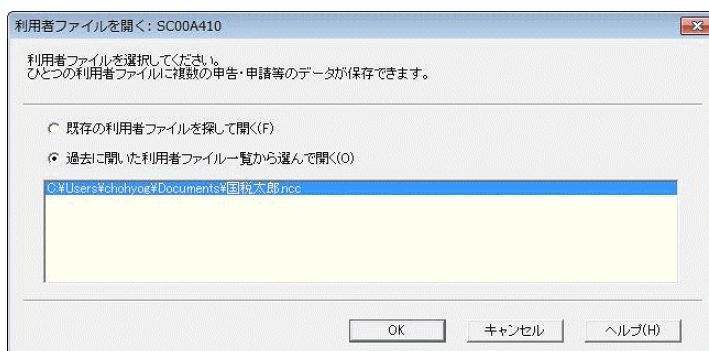 利用者ファイルを開く: SC00A410
利用者ファイルを選択してください。
ひとつの利用者ファイルに複数の申告・申請等のデータが保存できます。
既存の利用者ファイルを探して開く(F)
過去に開いた利用者ファイル一覧から選んで開く(O)
C:¥Users¥chohyog¥Documents¥国税太郎.ncc
OK
キャンセル
ヘルプ(H)